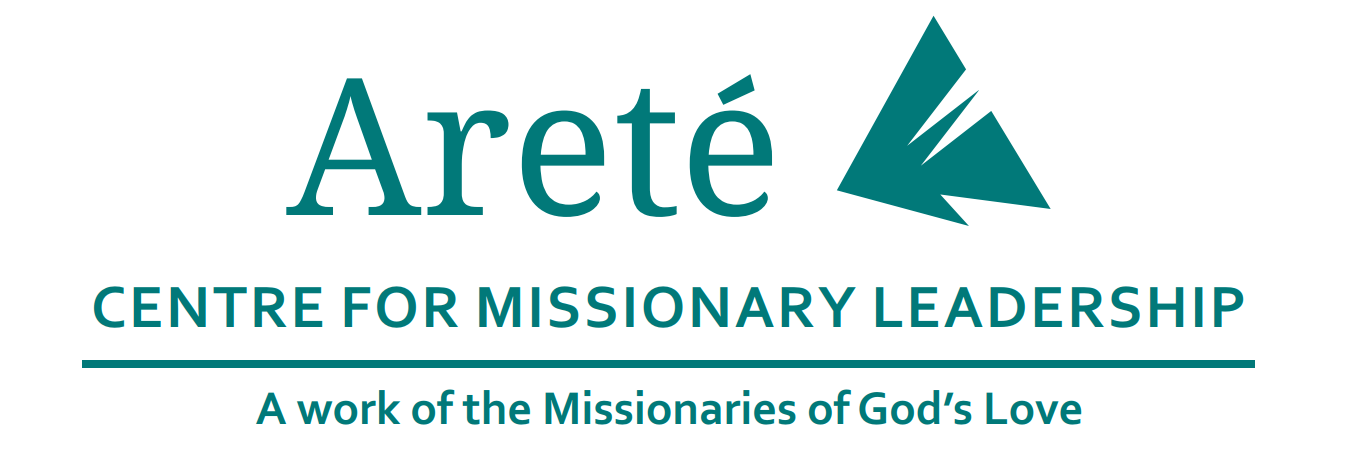 Areté
CENTRE FOR MISSIONARY LEADERSHIP
A work of the Missionaries of God's Love